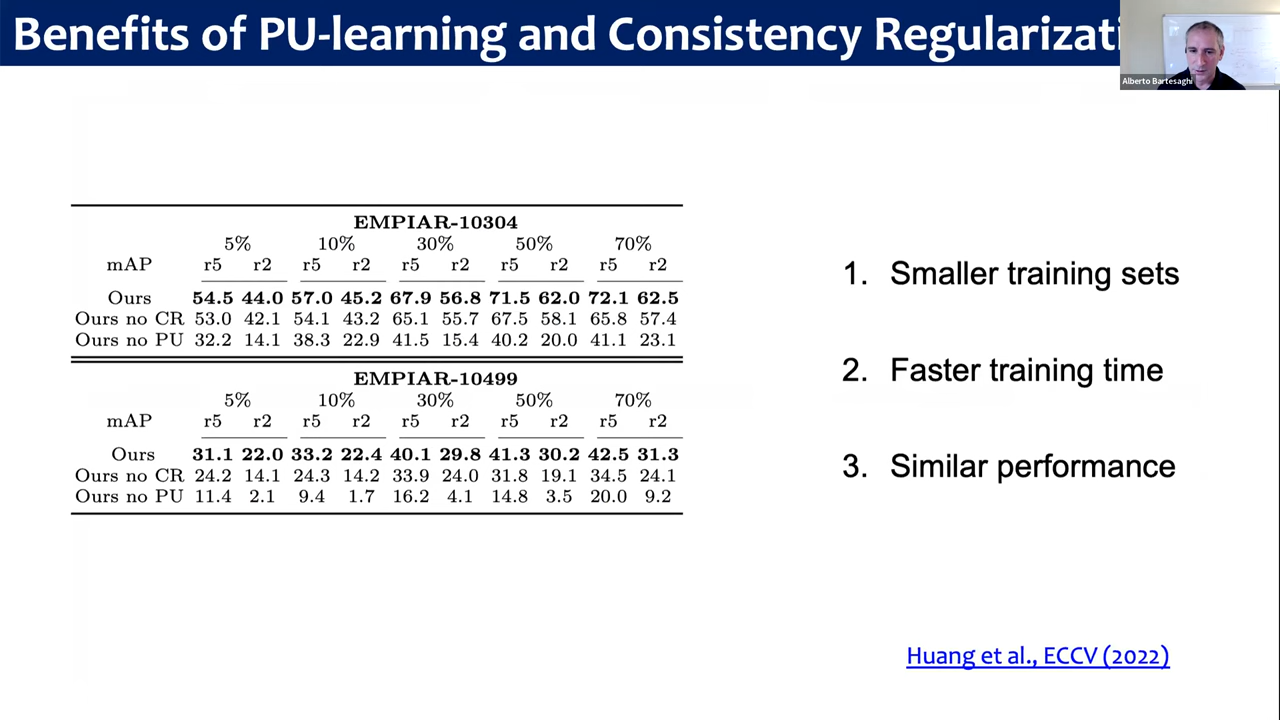 Benefits of PU-learning and Consistency Regularizati
Alberto Bartesaghi
EMPIAR-10304
5% 10% 30% 50% 70%
mAP r5 r2 r5 r2 r5 r2 r5 r2 r5 r2
Ours 54.5 44.0 57.0 45.2 67.9 56.8 71.5 62.0 72.1 62.5
Ours no CR 53.0 42.1 54.1 43.2 65.1 55.7 67.5 58.1 65.8 57.4
Ours no PU 32.2 14.1 38.3 22.9 41.5 15.4 40.2 20.0 41.1 23.1
EMPIAR-10499
5% 10% 30% 50% 70%
mAP r5 r2 r5 r2 r5 r2 r5 r2 r5 r2
Ours 31.1 22.0 33.2 22.4 40.1 29.8 41.3 30.2 42.5 31.3
Ours no CR 24.2 14.1 24.3 14.2 33.9 24.0 31.8 19.1 34.5 24.1
Ours no PU 11.4 2.1 9.4 1.7 16.2 4.1 14.8 3.5 20.0 9.2
1. Smaller training sets
2. Faster training time
3. Similar performance
Huang et al., ECCV (2022)